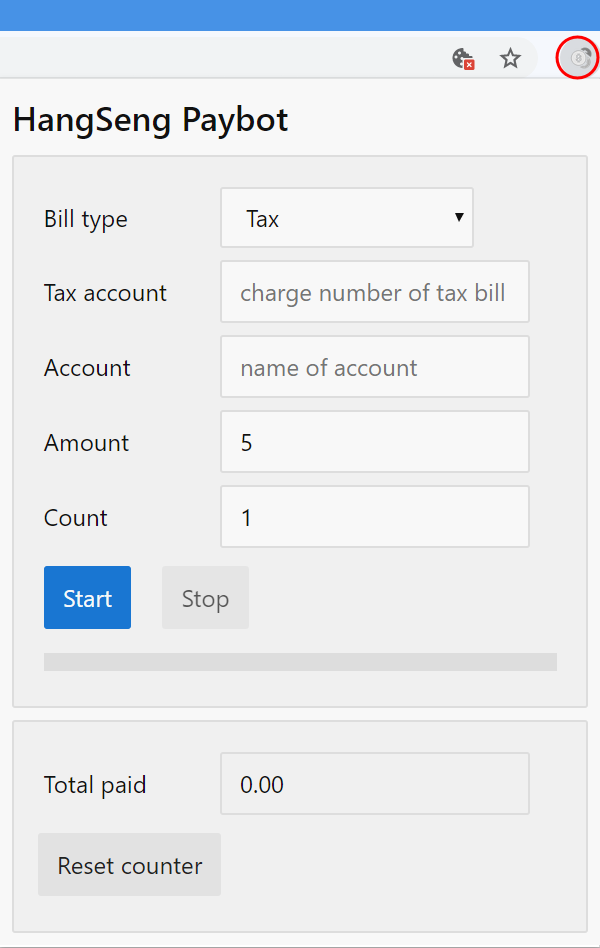 HangSeng Paybot
Bill type Tax
Tax account charge number of tax bill
Account name of account
Amount 5
Count 1
Start Stop
Total paid 0.00
Reset counter